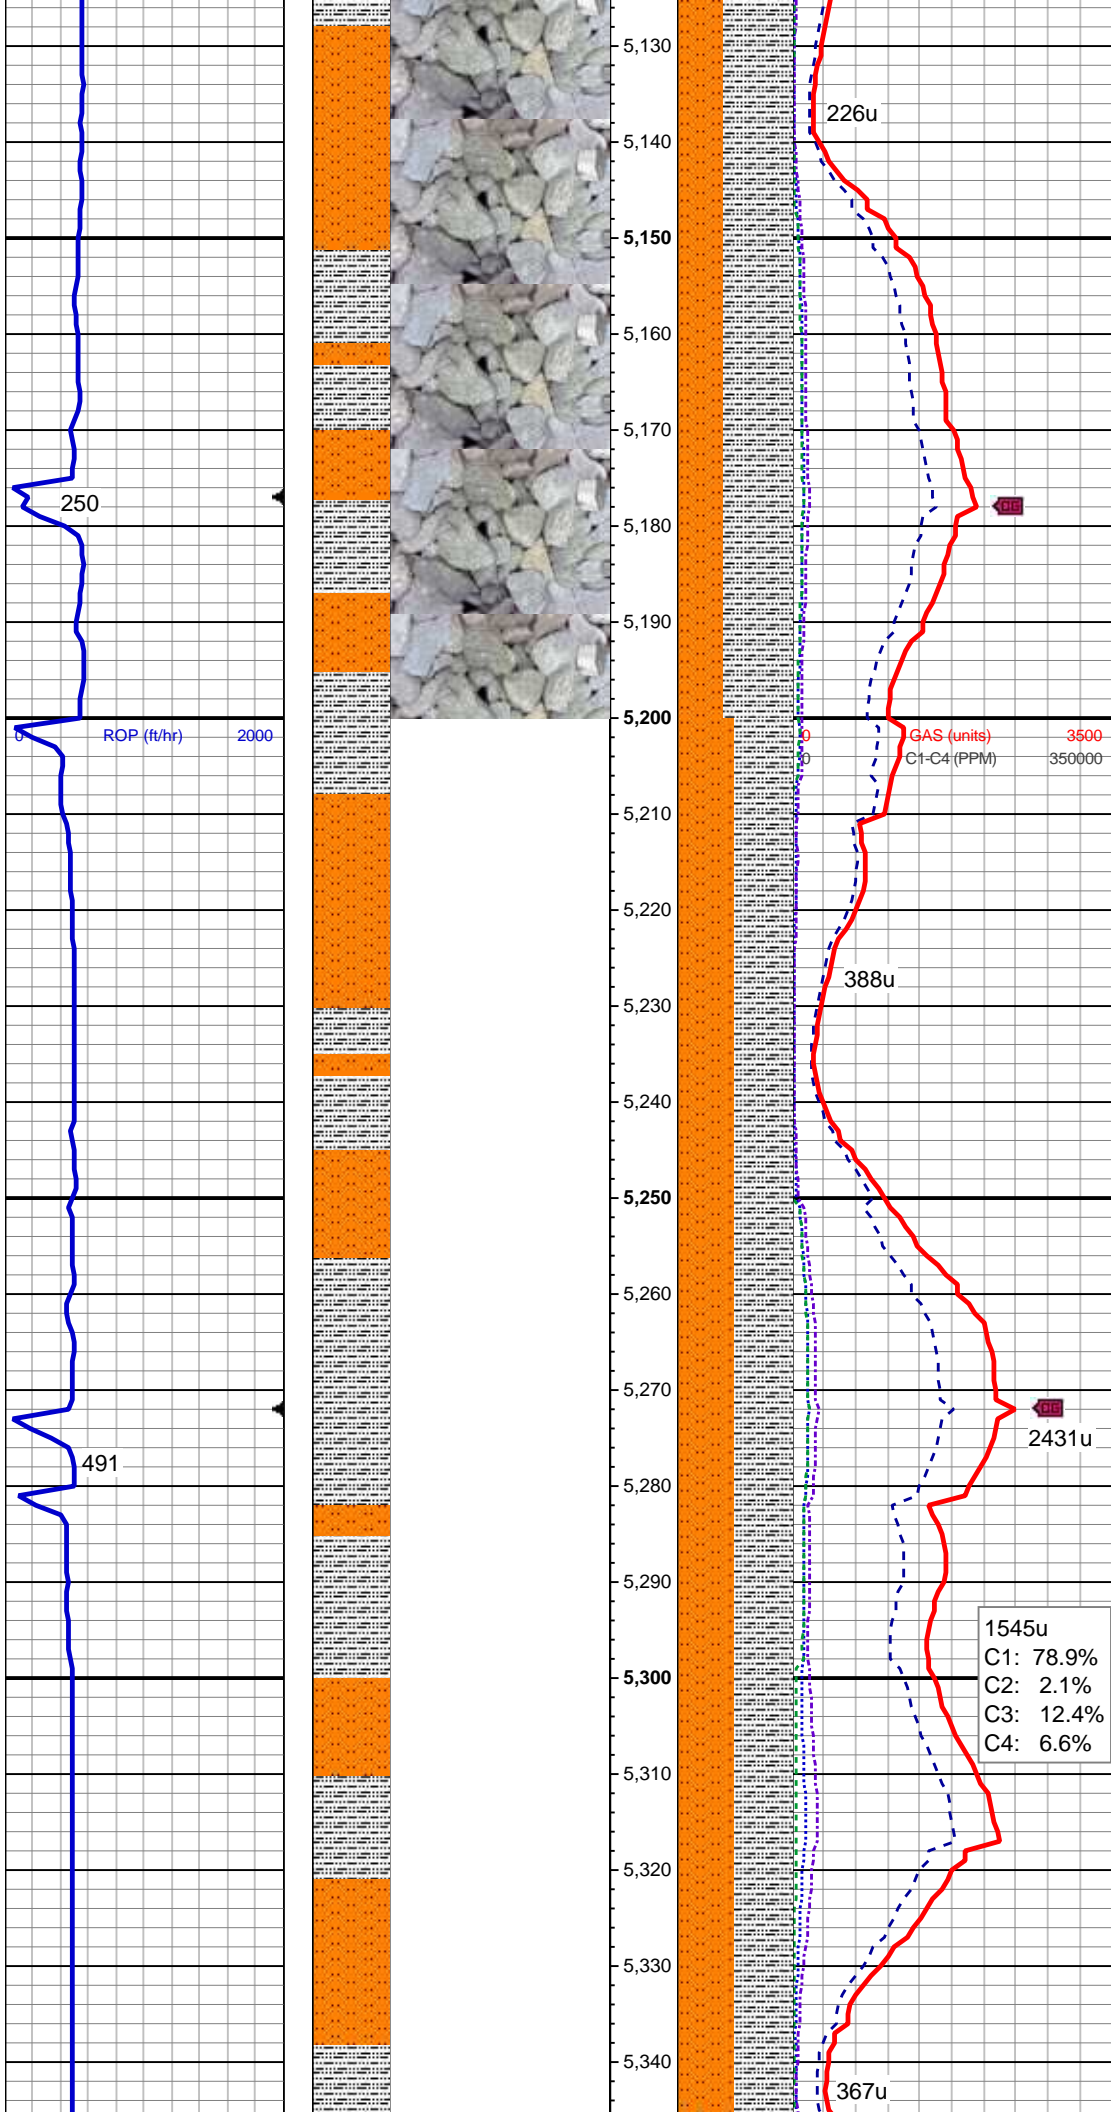 5,130
226u
5,140
5,150
5,160
5,170
250
DG
5,180
5,190
5,200
0 ROP (ft/hr) 2000
0 GAS (units) 3500
0 C1-C4 (PPM) 350000
5,210
5,220
388u
5,230
5,240
5,250
5,260
5,270
DG
2431u
491
5,280
5,290
1545u
C1: 78.9%
C2: 2.1%
C3: 12.4%
C4: 6.6%
5,300
5,310
5,320
5,330
5,340
367u